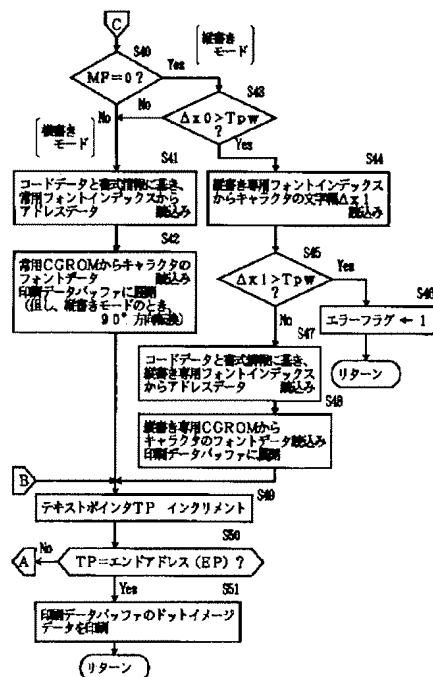 C
S40
MF=0?
Yes
〔縦書きモード〕
S43
No
Δx0>Tpw
?
No
〔横書きモード〕
Yes
S41
コードデータと書式情報に基き、
常用フォントインデックスから
アドレスデータ 読込み
S44
縦書き専用フォントインデックス
からキャラクタの文字幅Δx1
読込み
S42
常用CGROMからキャラクタの
フォントデータ 読込み
印刷データバッファに展開
(但し、縦書きモードのとき、
90°方向転換)
S45
Δx1>Tpw
?
Yes
No
S46
エラーフラグ ← 1
リターン
S47
コードデータと書式情報に基き、
縦書き専用フォントインデックス
からアドレスデータ 読込み
S48
縦書き専用CGROMから
キャラクタのフォントデータ読込み
印刷データバッファに展開
B
S49
テキストポインタTP インクリメント
S50
A
No
TP=エンドアドレス(EP)?
Yes
S51
印刷データバッファのドットイメージ
データを印刷
リターン